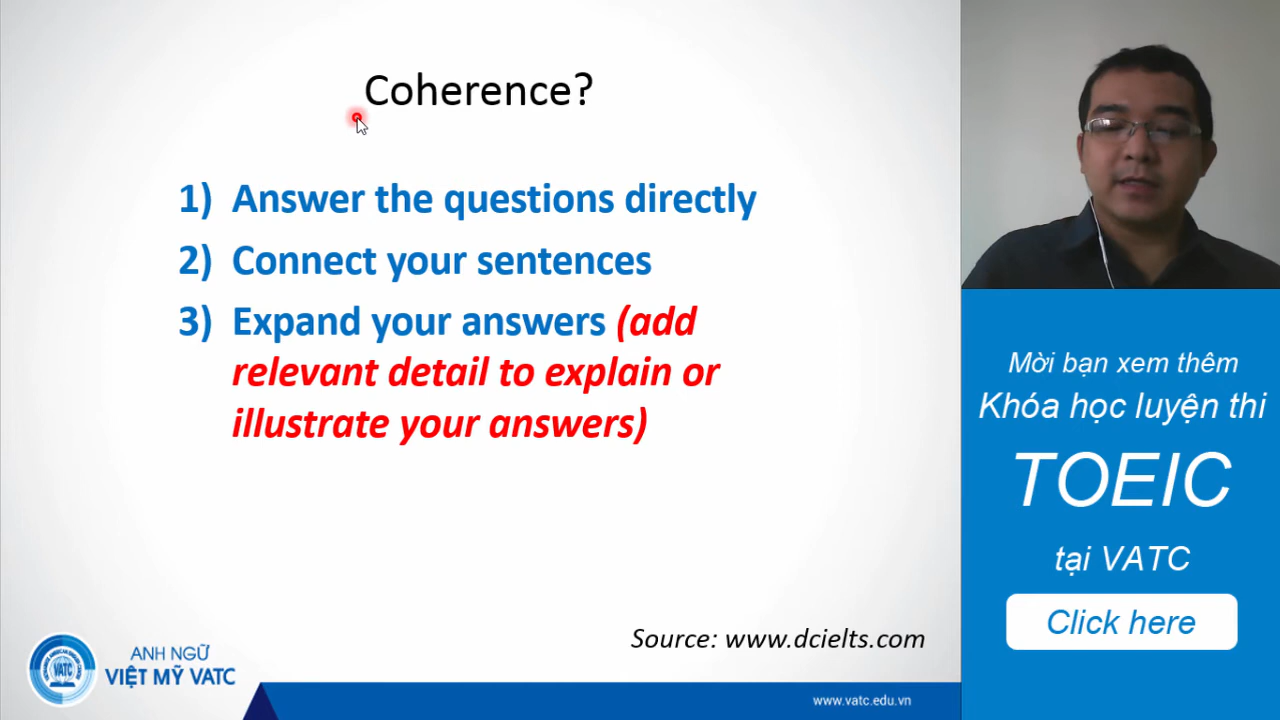 Coherence?
1) Answer the questions directly
2) Connect your sentences
3) Expand your answers (add
relevant detail to explain or
illustrate your answers)
Source: www.dcielts.com
VATC
ANH NGỮ
VIỆT MỸ VATC
www.vatc.edu.vn
Mời bạn xem thêm
Khóa học luyện thi
TOEIC
tại VATC
Click here